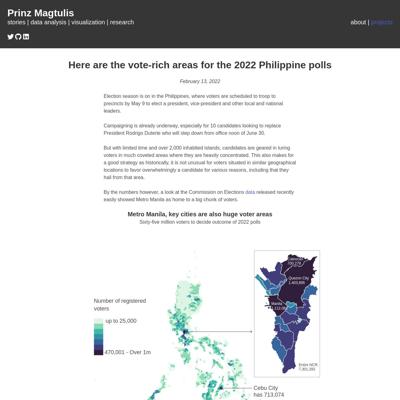 Prinz Magtulis
stories | data analysis | visualization | research
about | projects
Here are the vote-rich areas for the 2022 Philippine polls
February 13, 2022
Election season is on in the Philippines, where voters are scheduled to troop to
precincts by May 9 to elect a president, vice-president and other local and national
leaders.
Campaigning is already underway, especially for 10 candidates looking to replace
President Rodrigo Duterte who will step down from office noon of June 30.
But with limited time and over 2,000 inhabited islands, candidates are geared in luring
voters in much coveted areas where they are heavily concentrated. This also makes for
a good strategy as historically, it is not unusual for voters situated in similar geographical
locations to favor overwhelmingly a candidate for various reasons, including that they
hail from that area.
By the numbers however, a look at the Commission on Elections data released recently
easily showed Metro Manila as home to a big chunk of voters.
Metro Manila, key cities are also huge voter areas
Sixty-five million voters to decide outcome of 2022 polls
Number of registered
voters
up to 25,000
470,001 - Over 1m
Quezon City
Manila
Entire NCR
Cebu City
has 713,074